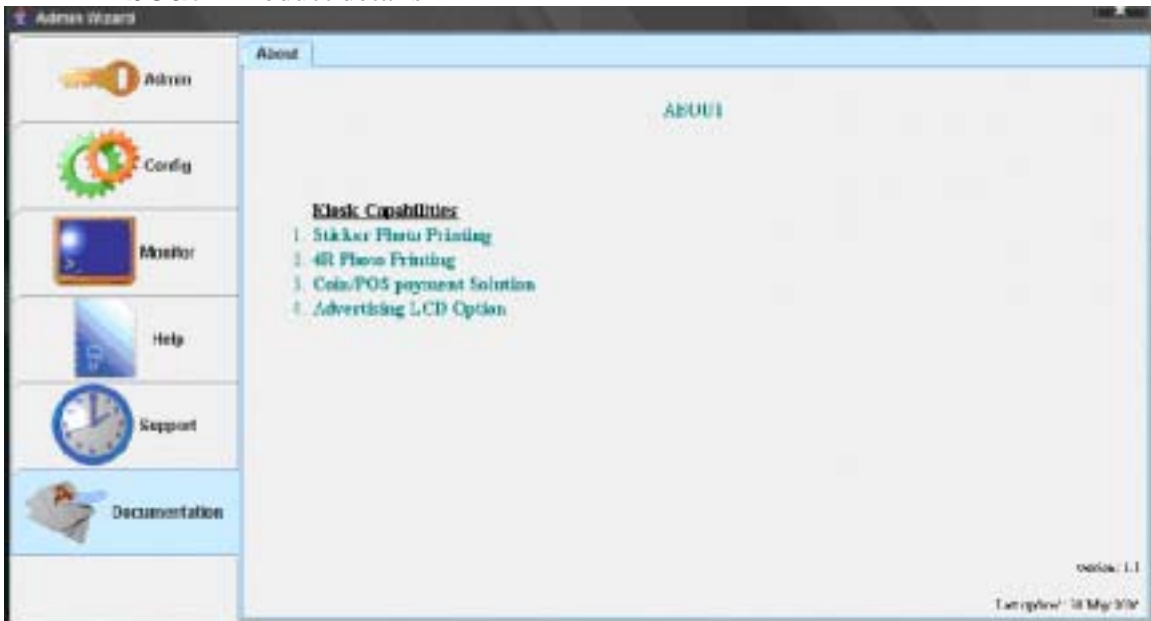 Admin Wizard
About
Admin
ABOUT
Config
Kiosk Capabilities
1. Sticker Photo Printing
2. 4R Photo Printing
3. Coin/POS payment Solution
4. Advertising LCD Option
Monitor
Help
Support
Documentation
version: 1.1